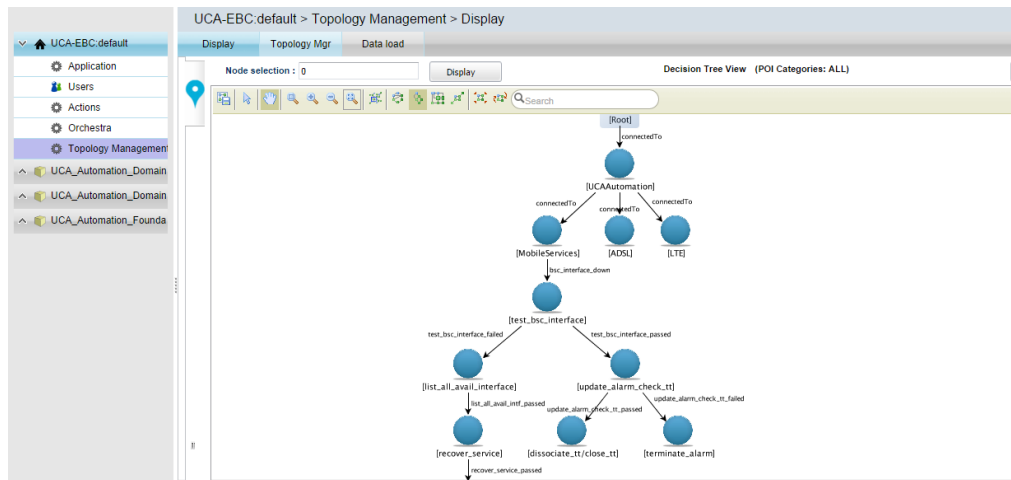 UCA-EBC:default > Topology Management > Display
UCA-EBC:default
Display
Topology Mgr
Data load
Application
Users
Actions
Orchestra
Topology Management
UCA_Automation_Domain
UCA_Automation_Domain
UCA_Automation_Founda
Node selection : 0
Display
Decision Tree View (POI Categories: ALL)
Search
[Root]
connectedTo
[UCAAutomation]
connectedTo
connectedTo
connectedTo
[MobileServices]
[ADSL]
[LTE]
bsc_interface_down
[test_bsc_interface]
test_bsc_interface_failed
test_bsc_interface_passed
[list_all_avail_interface]
[update_alarm_check_tt]
list_all_avail_intf_passed
update_alarm_check_tt_passed
update_alarm_check_tt_failed
[recover_service]
[dissociate_tt/close_tt]
[terminate_alarm]
recover_service_passed